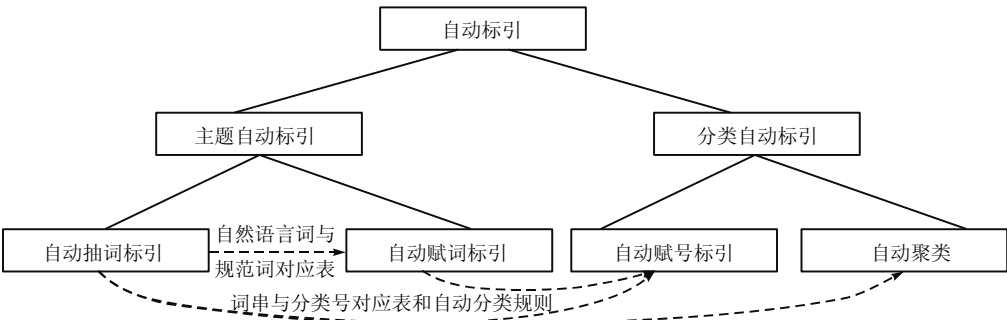 自动标引
主题自动标引
分类自动标引
自动抽词标引
自然语言词与
规范词对应表
自动赋词标引
自动赋号标引
自动聚类
词串与分类号对应表和自动分类规则